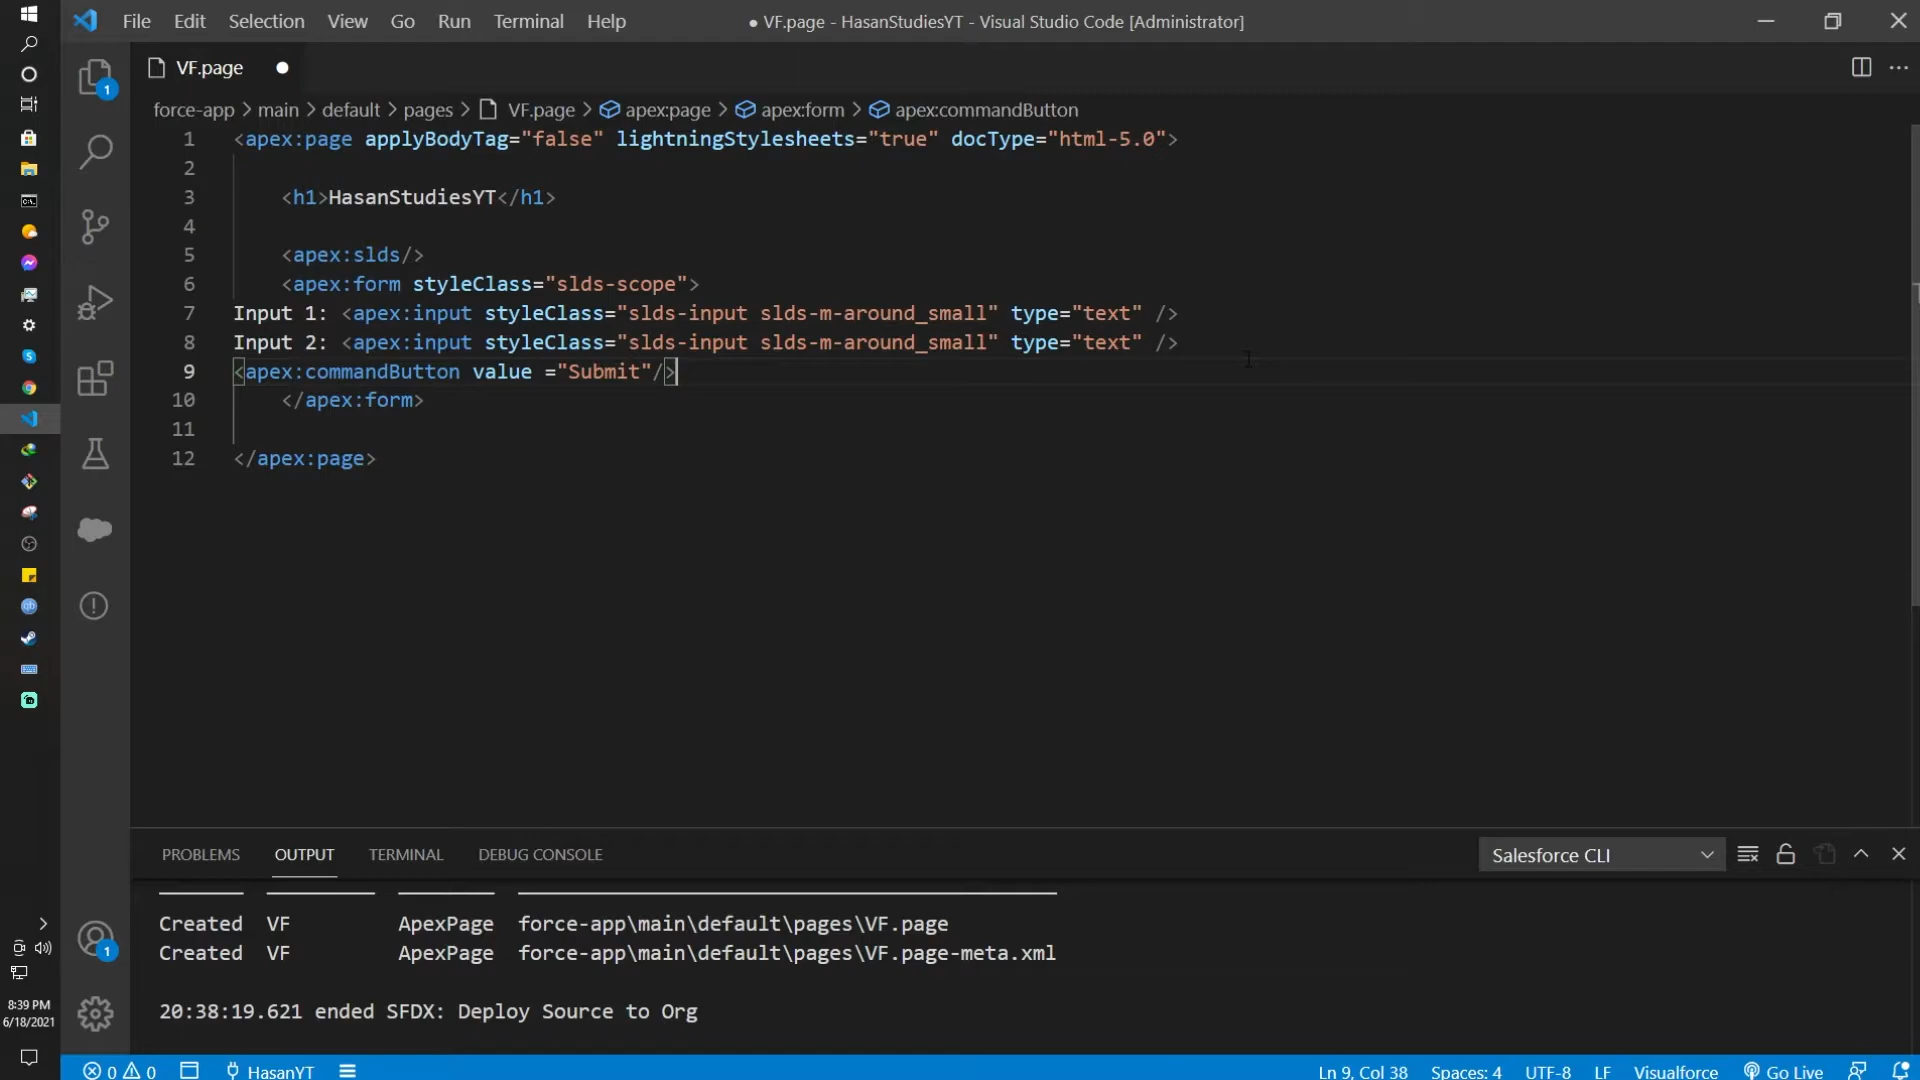 File Edit Selection View Go Run Terminal Help ● VF.page - HasanStudiesYT - Visual Studio Code [Administrator]
VF.page
force-app > main > default > pages > VF.page > apex:page > apex:form > apex:commandButton
1 <apex:page applyBodyTag="false" lightningStylesheets="true" docType="html-5.0">
2
3 <h1>HasanStudiesYT</h1>
4
5 <apex:slds/>
6 <apex:form styleClass="slds-scope">
7 Input 1: <apex:input styleClass="slds-input slds-m-around_small" type="text" />
8 Input 2: <apex:input styleClass="slds-input slds-m-around_small" type="text" />
9 <apex:commandButton value ="Submit"/>
10 </apex:form>
11
12 </apex:page>
PROBLEMS OUTPUT TERMINAL DEBUG CONSOLE Salesforce CLI
Created VF ApexPage force-app\main\default\pages\VF.page
Created VF ApexPage force-app\main\default\pages\VF.page-meta.xml
20:38:19.621 ended SFDX: Deploy Source to Org
1
1
8:39 PM
6/18/2021
0 0 HasanYT Ln 9, Col 38 Spaces: 4 UTF-8 LF Visualforce Go Live